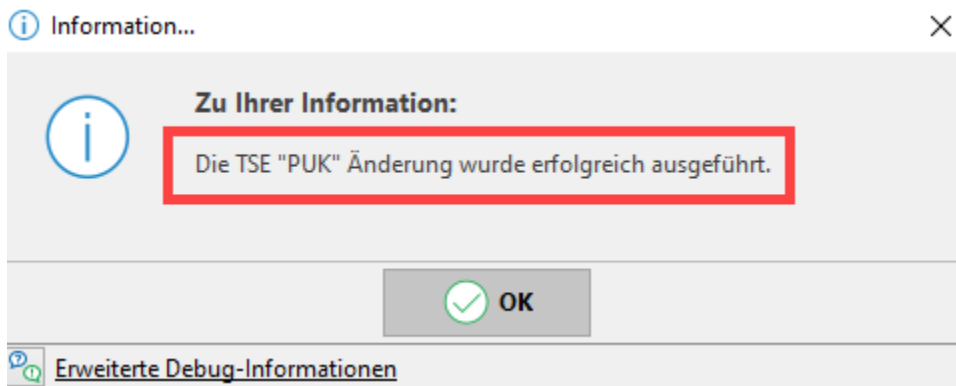 Information...
Zu Ihrer Information:
Die TSE "PUK" Änderung wurde erfolgreich ausgeführt.
OK
Erweiterte Debug-Informationen